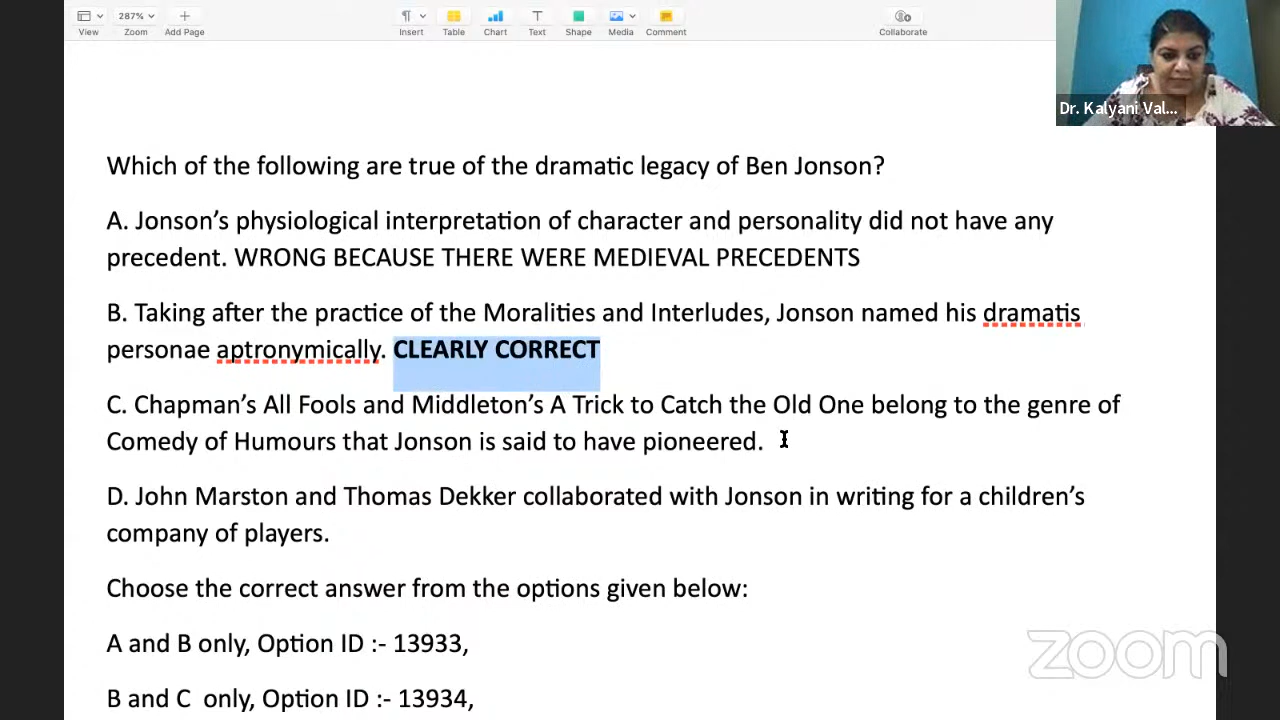 287%
View Zoom Add Page Insert Table Chart Text Shape Media Comment Collaborate
Dr. Kalyani Val...
Which of the following are true of the dramatic legacy of Ben Jonson?
A. Jonson’s physiological interpretation of character and personality did not have any
precedent. WRONG BECAUSE THERE WERE MEDIEVAL PRECEDENTS
B. Taking after the practice of the Moralities and Interludes, Jonson named his dramatis
personae aptronymically. CLEARLY CORRECT
C. Chapman’s All Fools and Middleton’s A Trick to Catch the Old One belong to the genre of
Comedy of Humours that Jonson is said to have pioneered.
D. John Marston and Thomas Dekker collaborated with Jonson in writing for a children’s
company of players.
Choose the correct answer from the options given below:
A and B only, Option ID :- 13933,
B and C  only, Option ID :- 13934,
zoom